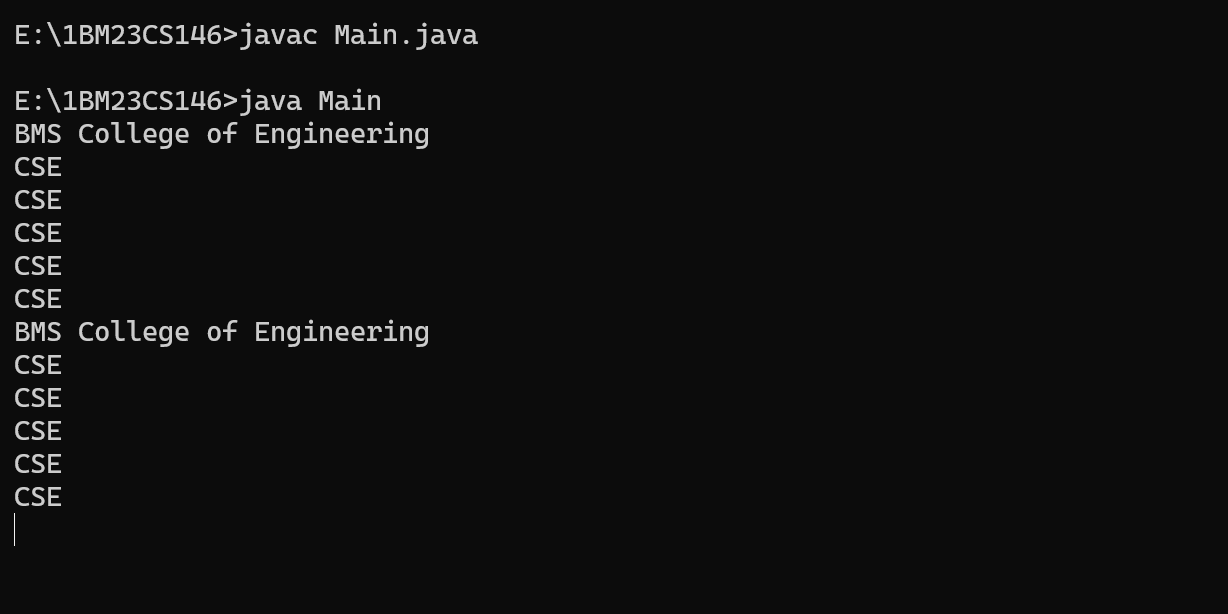 E:\1BM23CS146>javac Main.java
E:\1BM23CS146>java Main
BMS College of Engineering
CSE
CSE
CSE
CSE
CSE
BMS College of Engineering
CSE
CSE
CSE
CSE
CSE